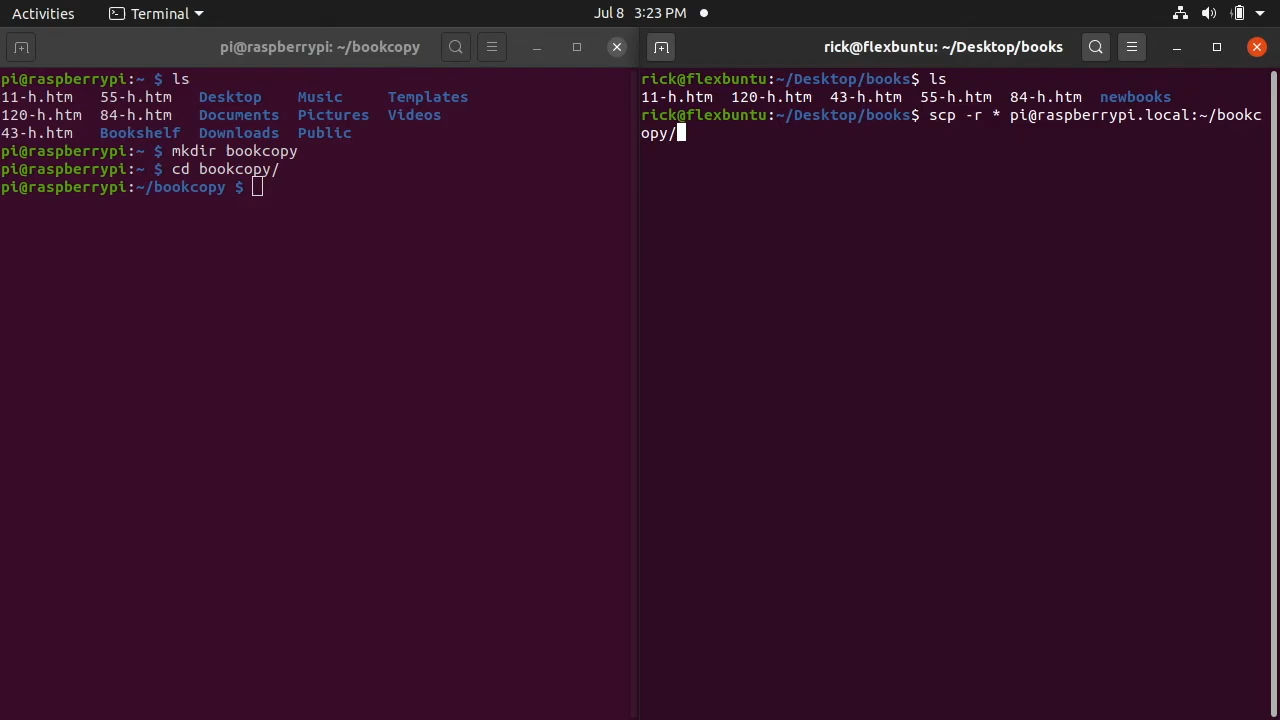 Activities Terminal Jul 8 3:23 PM
pi@raspberrypi: ~/bookcopy
pi@raspberrypi:~ $ ls
11-h.htm 55-h.htm Desktop Music Templates
120-h.htm 84-h.htm Documents Pictures Videos
43-h.htm Bookshelf Downloads Public
pi@raspberrypi:~ $ mkdir bookcopy
pi@raspberrypi:~ $ cd bookcopy/
pi@raspberrypi:~/bookcopy $
rick@flexbuntu: ~/Desktop/books
rick@flexbuntu:~/Desktop/books$ ls
11-h.htm 120-h.htm 43-h.htm 55-h.htm 84-h.htm newbooks
rick@flexbuntu:~/Desktop/books$ scp -r * pi@raspberrypi.local:~/bookc
opy/